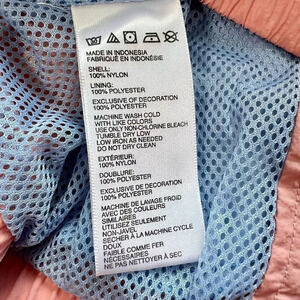 MADE IN INDONESIA
FABRIQUÉ EN INDONÉSIE
SHELL:
100% NYLON
LINING:
100% POLYESTER
EXCLUSIVE OF DECORATION
100% POLYESTER
MACHINE WASH COLD
WITH LIKE COLORS
USE ONLY NON-CHLORINE BLEACH
TUMBLE DRY LOW
LOW IRON AS NEEDED
DO NOT DRY CLEAN
EXTÉRIEUR:
100% NYLON
DOUBLURE:
100% POLYESTER
EXCLUSIVE OF DECORATION
100% POLYESTER
MACHINE DE LAVAGE FROID
AVEC DES COULEURS
SIMILAIRES
UTILISEZ SEULEMENT
NON-JAVEL
SÉCHER À LA MACHINE CYCLE
DOUX
FAIBLE COMME FER
NÉCESSAIRE
NE PAS NETTOYER À SEC